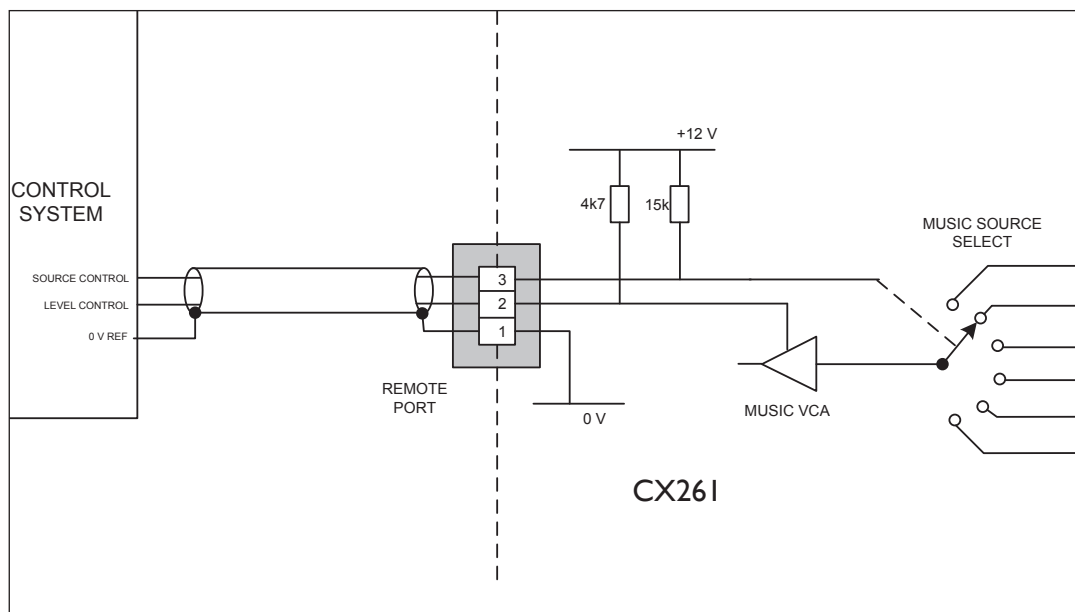 +12 V
CONTROL
SYSTEM
4k7
15k
MUSIC SOURCE
SELECT
SOURCE CONTROL
LEVEL CONTROL
0 V REF
3
2
1
REMOTE
PORT
0 V
MUSIC VCA
CX261